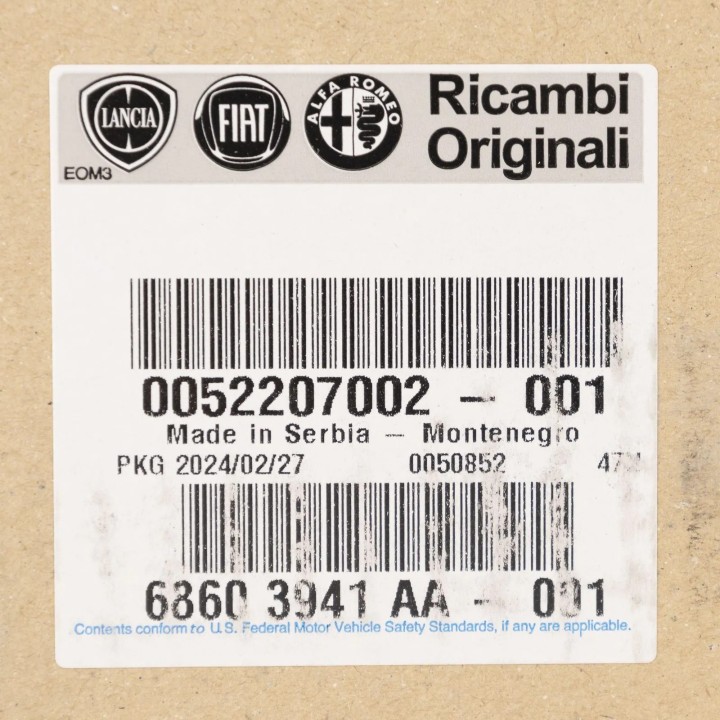 LANCIA FIAT ALFA ROMEO Ricambi
Originali
EOM3
0052207002 - 001
Made in Serbia - Montenegro
PKG 2024/02/27 0050852
6860 3941 AA - 001
Contents conform to U.S. Federal Motor Vehicle Safety Standards, if any are applicable.